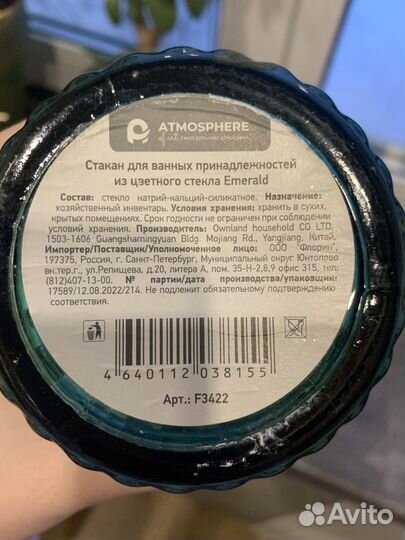 ATMOSPHERE
of art
Стакан для ванных принадлежностей
из цветного стекла Emerald
Состав: стекло натрий-кальций-силикатное. Назначение:
хозяйственный инвентарь. Условия хранения: хранить в сухих,
крытых помещениях. Срок годности не ограничен при соблюдении
условий хранения. Производитель: Ownland household CO LTD,
1503-1606 Guangshamingyuan Bldg. Mojiang Rd., Yangjiang, Китай.
Импортер/Поставщик/Уполномоченное лицо: ООО "Флорин",
197375, Россия, г. Санкт-Петербург, Муниципальный округ Юнтолово
вн.тер.г., ул.Репищева, д.20, литера А, пом. 35-Н-2,8,9 офис 315, тел.
(812)407-13-00. № партии/дата производства/упаковщик:
17589/12.08.2022/214. Не подлежит обязательному подтверждению
соответствия.
4 640112 038155
Арт.: F3422
Avito